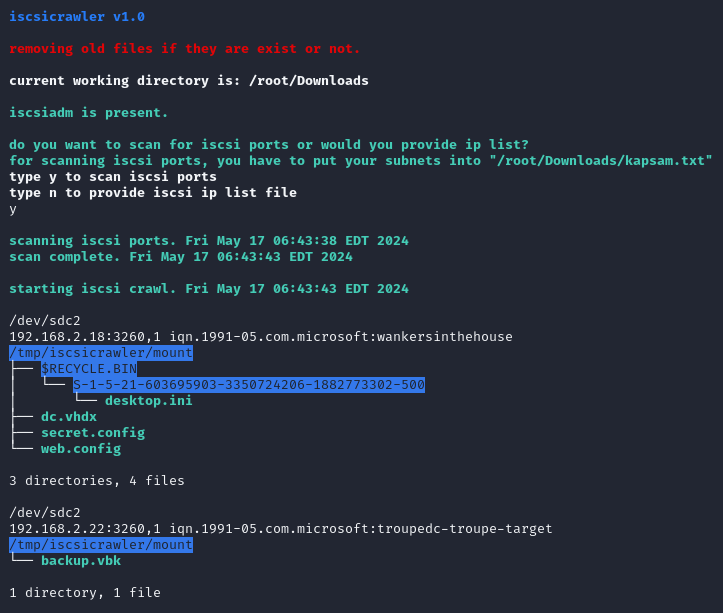 iscsicrawler v1.0
removing old files if they are exist or not.
current working directory is: /root/Downloads
iscsiadm is present.
do you want to scan for iscsi ports or would you provide ip list?
for scanning iscsi ports, you have to put your subnets into "/root/Downloads/kapsam.txt"
type y to scan iscsi ports
type n to provide iscsi ip list file
y
scanning iscsi ports. Fri May 17 06:43:38 EDT 2024
scan complete. Fri May 17 06:43:43 EDT 2024
starting iscsi crawl. Fri May 17 06:43:43 EDT 2024
/dev/sdc2
192.168.2.18:3260,1 iqn.1991-05.com.microsoft:wankersinthehouse
/tmp/iscsicrawler/mount
├── $RECYCLE.BIN
│   └── S-1-5-21-603695903-3350724206-1882773302-500
│       └── desktop.ini
├── dc.vhdx
├── secret.config
└── web.config
3 directories, 4 files
/dev/sdc2
192.168.2.22:3260,1 iqn.1991-05.com.microsoft:troupedc-troupe-target
/tmp/iscsicrawler/mount
└── backup.vbk
1 directory, 1 file